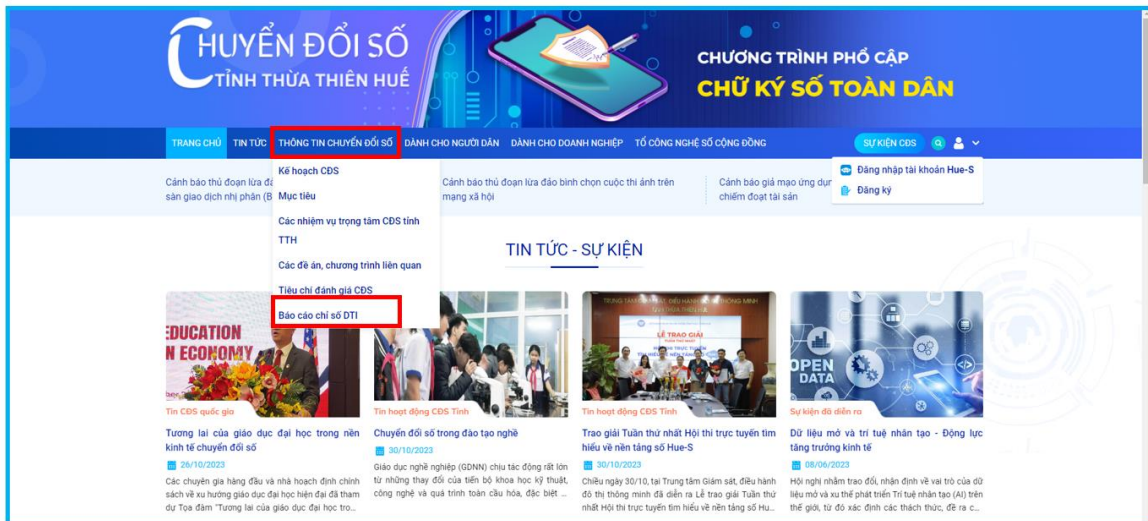 CHUYỂN ĐỔI SỐ
TỈNH THỪA THIÊN HUẾ
CHƯƠNG TRÌNH PHỔ CẬP
CHỮ KÝ SỐ TOÀN DÂN
TRANG CHỦ TIN TỨC THÔNG TIN CHUYỂN ĐỔI SỐ DÀNH CHO NGƯỜI DÂN DÀNH CHO DOANH NGHIỆP TỔ CÔNG NGHỆ SỐ CỘNG ĐỒNG SỰ KIỆN CĐS
Kế hoạch CĐS
Mục tiêu
Các nhiệm vụ trọng tâm CĐS tỉnh
TTH
Các đề án, chương trình liên quan
Tiêu chí đánh giá CĐS
Báo cáo chỉ số DTI
Đăng nhập tài khoản Hue-S
Đăng ký
Cảnh báo thủ đoạn lừa
sàn giao dịch nhị phân (B
Cảnh báo thủ đoạn lừa đảo bình chọn cuộc thi ảnh trên
mạng xã hội
Cảnh báo giả mạo ứng dụn
chiếm đoạt tài sản
TIN TỨC - SỰ KIỆN
EDUCATION
N ECONOMY
LỄ TRAO GIẢI
OPEN
DATA
Tin CĐS quốc gia
Tương lai của giáo dục đại học trong nền
kinh tế chuyển đổi số
26/10/2023
Các chuyên gia hàng đầu và nhà hoạch định chính
sách về xu hướng giáo dục đại học hiện đại đã tham
dự Tọa đàm "Tương lai của giáo dục đại học tro...
Tin hoạt động CĐS Tỉnh
Chuyển đổi số trong đào tạo nghề
30/10/2023
Giáo dục nghề nghiệp (GDNN) chịu tác động rất lớn
từ những thay đổi của tiến bộ khoa học kỹ thuật,
công nghệ và quá trình toàn cầu hóa, đặc biệt ...
Tin hoạt động CĐS Tỉnh
Trao giải Tuần thứ nhất Hội thi trực tuyến tìm
hiểu về nền tảng số Hue-S
30/10/2023
Chiều ngày 30/10, tại Trung tâm Giám sát, điều hành
đô thị thông minh đã diễn ra Lễ trao giải Tuần thứ
nhất Hội thi trực tuyến tìm hiểu về nền tảng số Hu...
Sự kiện đã diễn ra
Dữ liệu mở và trí tuệ nhân tạo - Động lực
tăng trưởng kinh tế
08/06/2023
Hội nghị nhằm trao đổi, nhận định về vai trò của dữ
liệu mở và xu thế phát triển Trí tuệ nhân tạo (AI) trên
thế giới, từ đó xác định các thách thức, đề ra c...